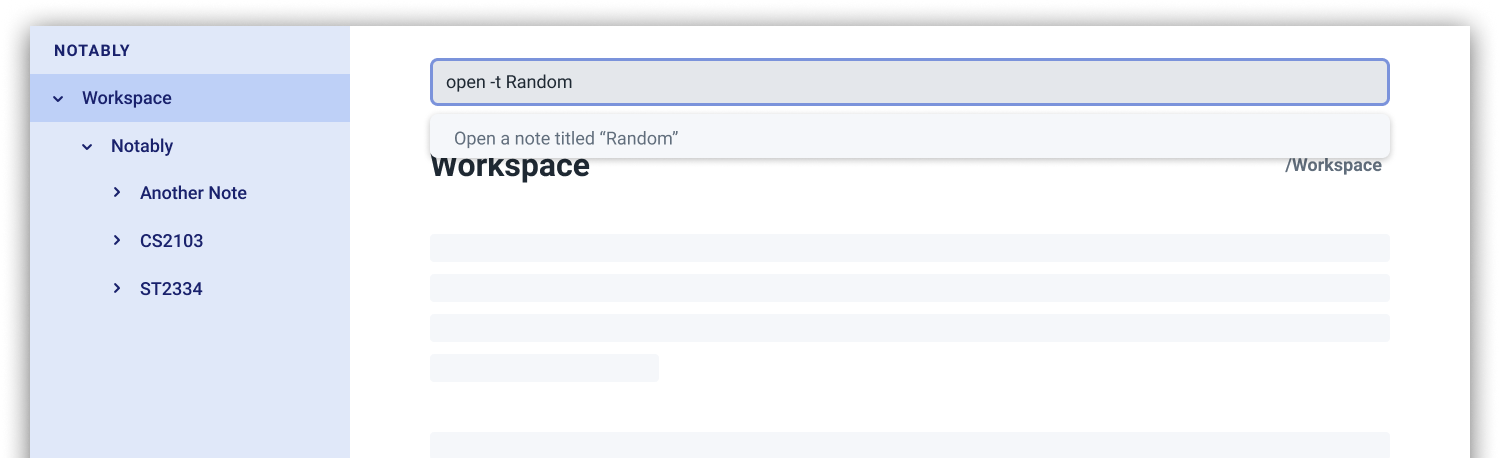 NOTABLY
Workspace
Notably
Another Note
CS2103
ST2334
open -t Random
Open a note titled “Random”
Workspace
/Workspace